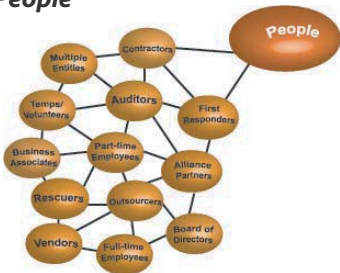 People
People
Contractors
Multiple
Entities
Auditors
First
Responders
Temps/
Volunteers
Part-time
Employees
Business
Associates
Alliance
Partners
Rescuers
Outsourcers
Board of
Directors
Vendors
Full-time
Employees